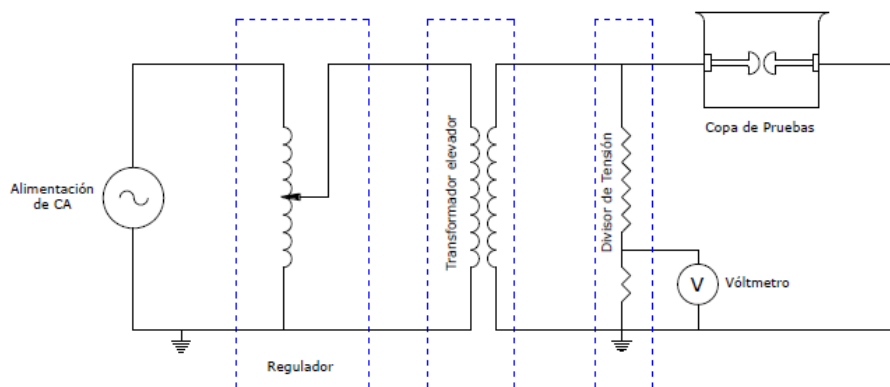 Alimentación
de CA
Regulador
Transformador elevador
Divisor de Tensión
Copa de Pruebas
V
Vóltmetro